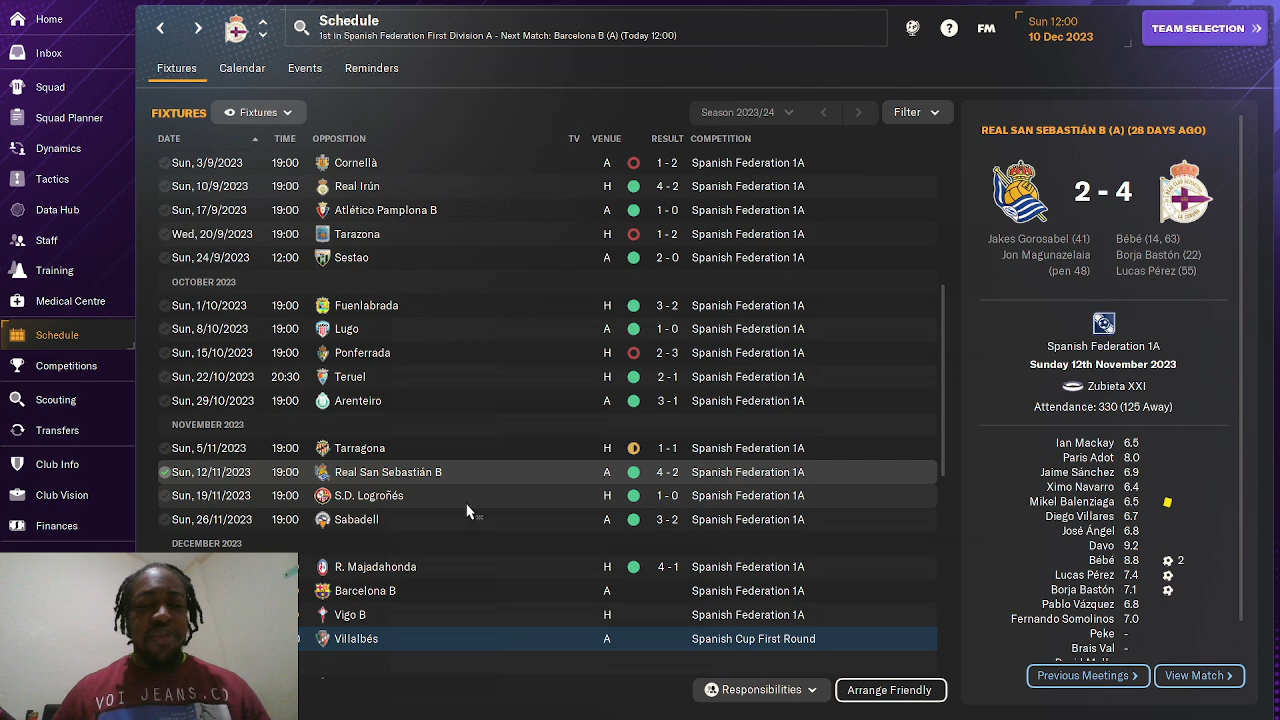 Home
Inbox
Squad
Squad Planner
Dynamics
Tactics
Data Hub
Staff
Training
Medical Centre
Schedule
Competitions
Scouting
Transfers
Club Info
Club Vision
Finances
Schedule
1st in Spanish Federation First Division A - Next Match: Barcelona B (A) (Today 12:00)
FM
Sun 12:00
10 Dec 2023
TEAM SELECTION
Fixtures Calendar Events Reminders
FIXTURES Fixtures Season 2023/24 Filter
DATE TIME OPPOSITION TV VENUE RESULT COMPETITION
Sun, 3/9/2023 19:00 Cornellà A 1 - 2 Spanish Federation 1A
Sun, 10/9/2023 19:00 Real Irún H 4 - 2 Spanish Federation 1A
Sun, 17/9/2023 19:00 Atlético Pamplona B A 1 - 0 Spanish Federation 1A
Wed, 20/9/2023 19:00 Tarazona H 1 - 2 Spanish Federation 1A
Sun, 24/9/2023 12:00 Sestao A 2 - 0 Spanish Federation 1A
OCTOBER 2023
Sun, 1/10/2023 19:00 Fuenlabrada H 3 - 2 Spanish Federation 1A
Sun, 8/10/2023 19:00 Lugo A 1 - 0 Spanish Federation 1A
Sun, 15/10/2023 19:00 Ponferrada H 2 - 3 Spanish Federation 1A
Sun, 22/10/2023 20:30 Teruel H 2 - 1 Spanish Federation 1A
Sun, 29/10/2023 19:00 Arenteiro A 3 - 1 Spanish Federation 1A
NOVEMBER 2023
Sun, 5/11/2023 19:00 Tarragona H 1 - 1 Spanish Federation 1A
Sun, 12/11/2023 19:00 Real San Sebastián B A 4 - 2 Spanish Federation 1A
Sun, 19/11/2023 19:00 S.D. Logroñés H 1 - 0 Spanish Federation 1A
Sun, 26/11/2023 19:00 Sabadell A 3 - 2 Spanish Federation 1A
DECEMBER 2023
R. Majadahonda H 4 - 1 Spanish Federation 1A
Barcelona B A Spanish Federation 1A
Vigo B H Spanish Federation 1A
Villalbés A Spanish Cup First Round
Responsibilities Arrange Friendly
REAL SAN SEBASTIÁN B (A) (28 DAYS AGO)
2 - 4
Jakes Gorosabel (41) Bébé (14, 63)
Jon Magunazelaia Borja Bastón (22)
(pen 48) Lucas Pérez (55)
Spanish Federation 1A
Sunday 12th November 2023
Zubieta XXI
Attendance: 330 (125 Away)
Ian Mackay 6.5
Paris Adot 8.0
Jaime Sánchez 6.9
Ximo Navarro 6.4
Mikel Balenziaga 6.5
Diego Villares 6.7
José Ángel 6.8
Davo 9.2
Bébé 8.8 2
Lucas Pérez 7.4
Borja Bastón 7.1
Pablo Vázquez 6.8
Fernando Somolinos 7.0
Peke -
Brais Val -
Previous Meetings View Match
VOI JEANS.C